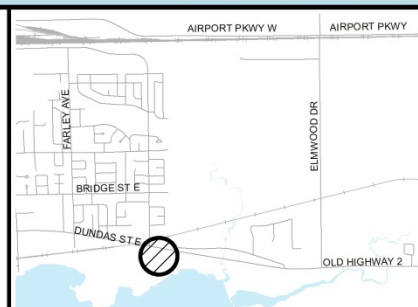 AIRPORT PKWY W
AIRPORT PKWY
FARLEY AVE
ELMWOOD DR
BRIDGE ST E
DUNDAS ST E
OLD HIGHWAY 2